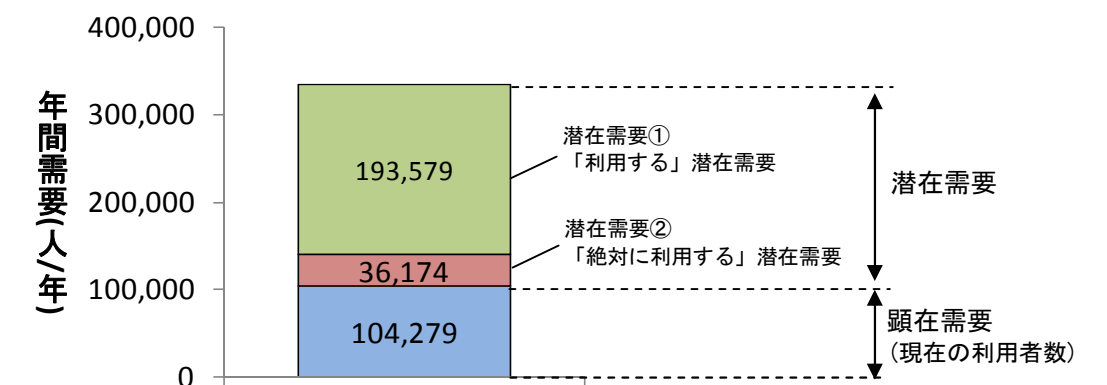 年間需要(人/年)
400,000
300,000
200,000
100,000
0
193,579
36,174
104,279
潜在需要①
「利用する」潜在需要
潜在需要②
「絶対に利用する」潜在需要
潜在需要
顕在需要
(現在の利用者数)